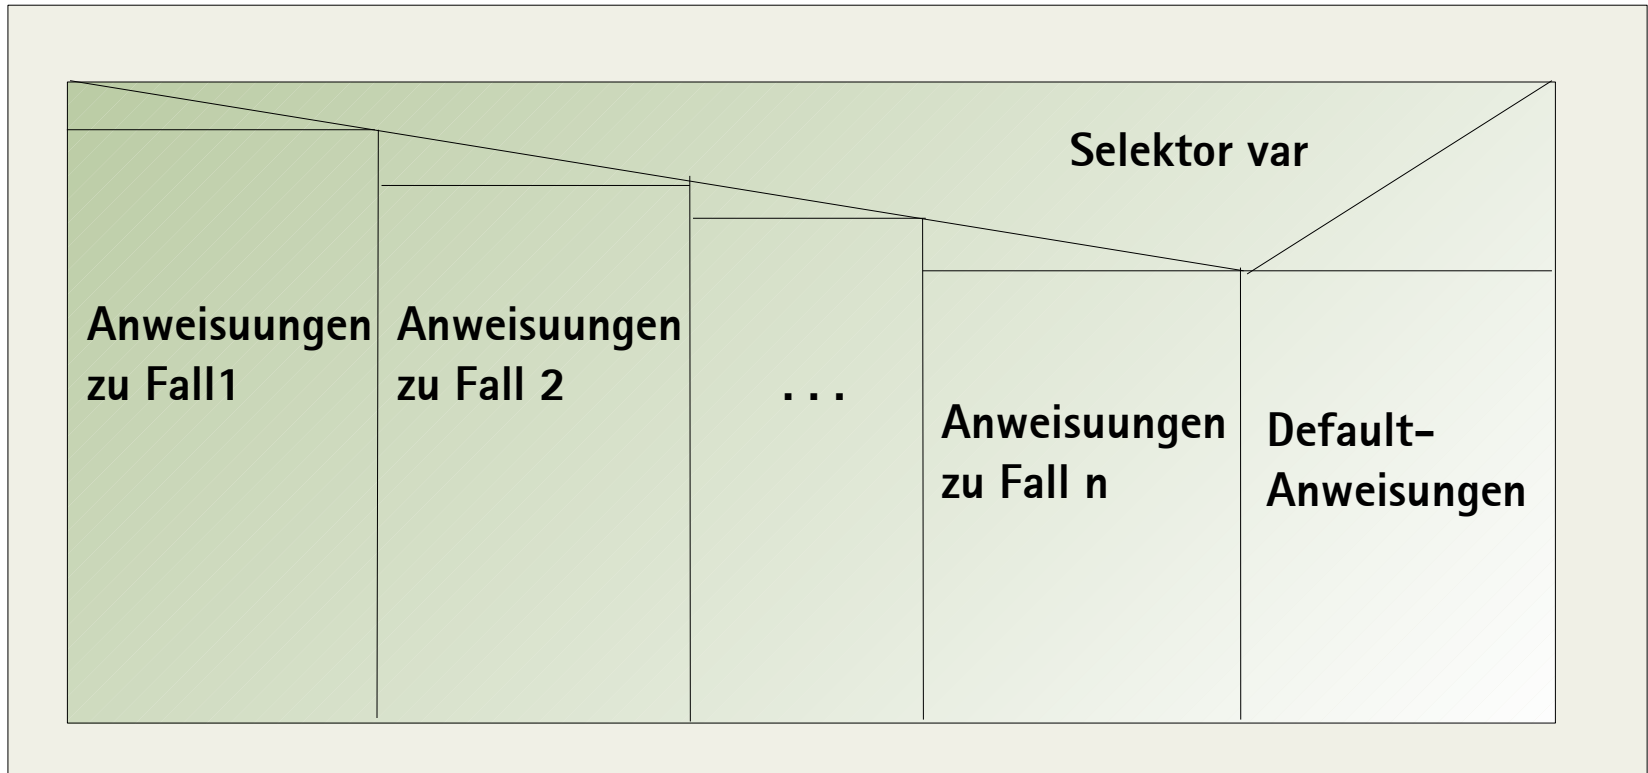 Selektor var
Anweisuungen
zu Fall1
Anweisuungen
zu Fall 2
. . .
Anweisuungen
zu Fall n
Default-
Anweisungen